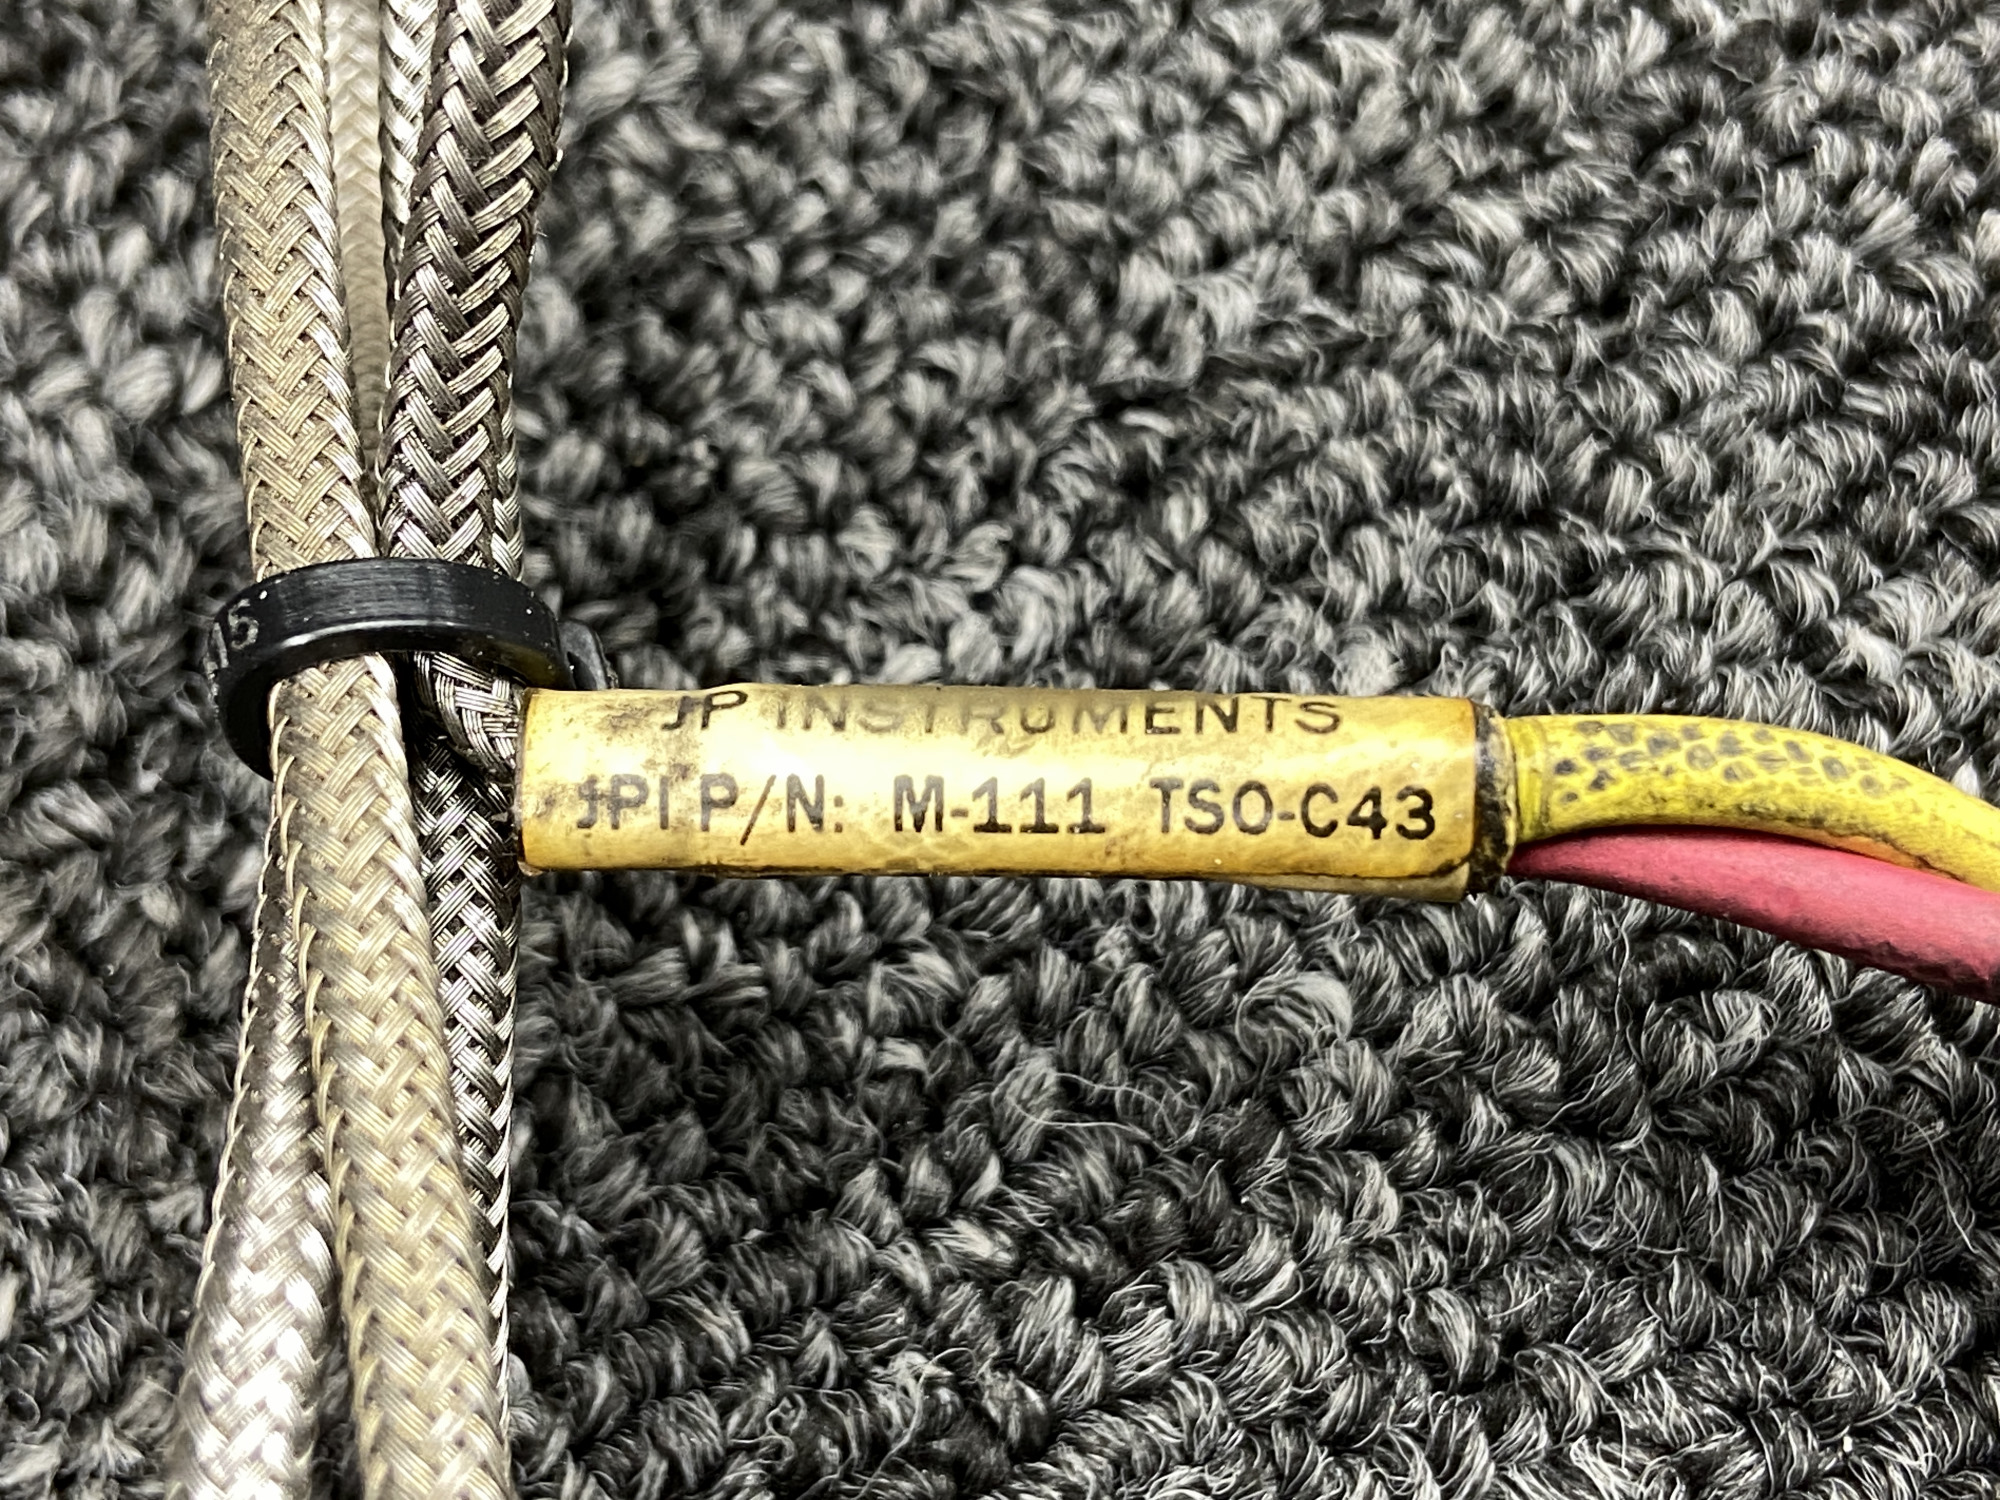 JP INSTRUMENTS
JPI P/N: M-111 TSO-C43